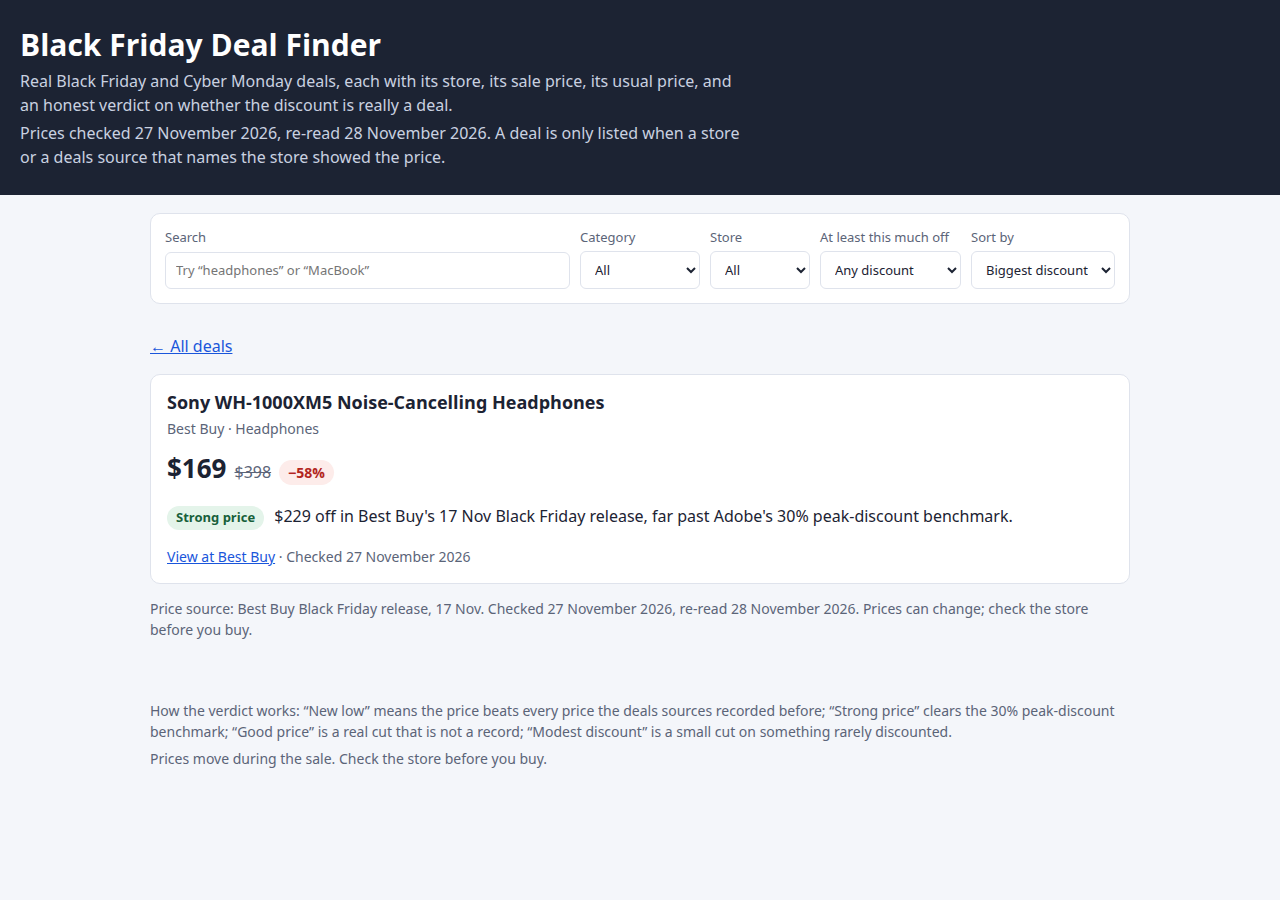 Black Friday Deal Finder
Real Black Friday and Cyber Monday deals, each with its store, its sale price, its usual price, and
an honest verdict on whether the discount is really a deal.
Prices checked 27 November 2026, re-read 28 November 2026. A deal is only listed when a store
or a deals source that names the store showed the price.
Search
Category
Store
At least this much off
Sort by
Try “headphones” or “MacBook”
All
All
Any discount
Biggest discount
← All deals
Sony WH-1000XM5 Noise-Cancelling Headphones
Best Buy · Headphones
$169 $398 −58%
Strong price $229 off in Best Buy's 17 Nov Black Friday release, far past Adobe's 30% peak-discount benchmark.
View at Best Buy · Checked 27 November 2026
Price source: Best Buy Black Friday release, 17 Nov. Checked 27 November 2026, re-read 28 November 2026. Prices can change; check the store
before you buy.
How the verdict works: “New low” means the price beats every price the deals sources recorded before; “Strong price” clears the 30% peak-discount
benchmark; “Good price” is a real cut that is not a record; “Modest discount” is a small cut on something rarely discounted.
Prices move during the sale. Check the store before you buy.